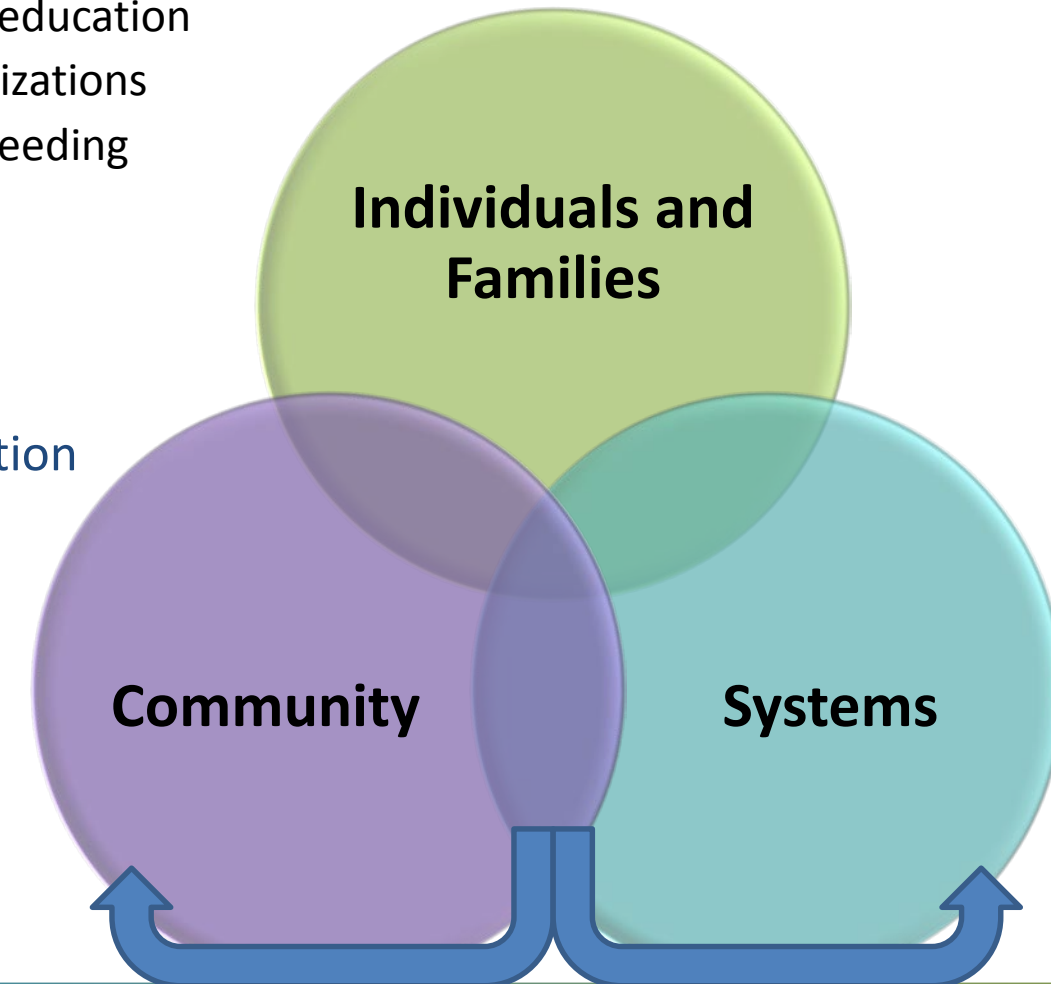 education
izations
eeding
Individuals and
Families
tion
Community
Systems